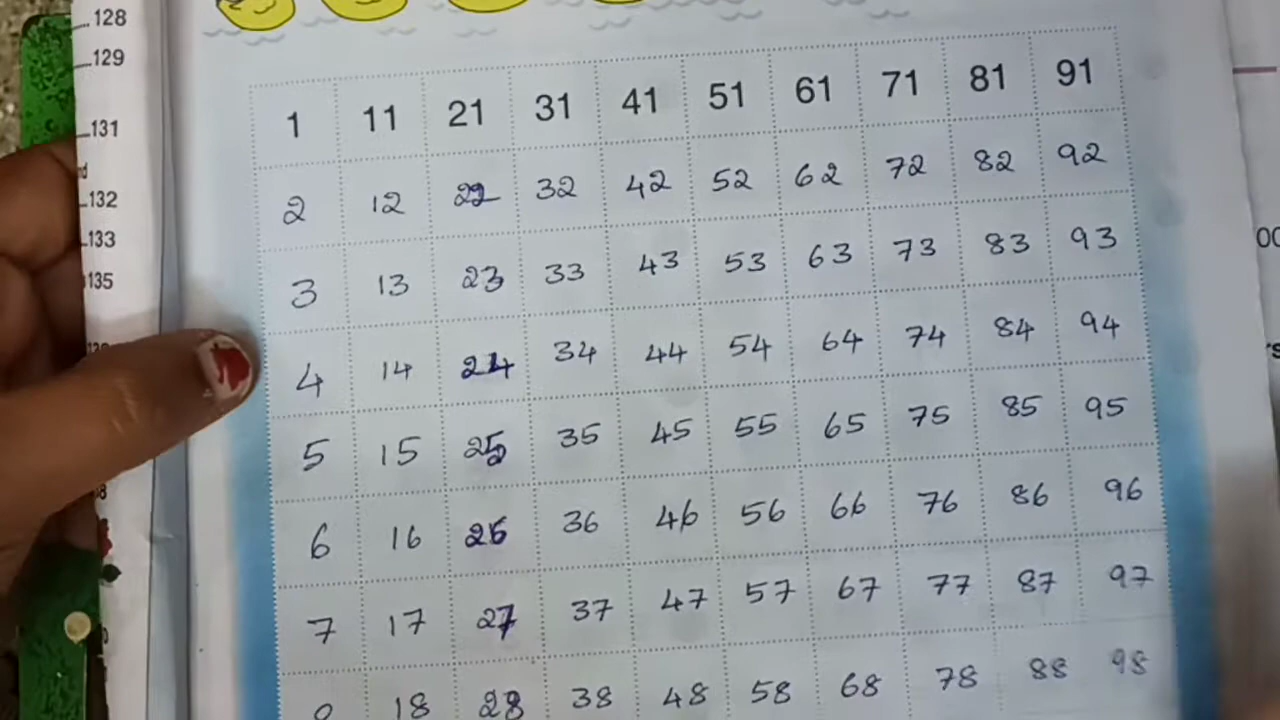 128
129
131
132
133
135
1 11 21 31 41 51 61 71 81 91
2 12 22 32 42 52 62 72 82 92
3 13 23 33 43 53 63 73 83 93
4 14 24 34 44 54 64 74 84 94
5 15 25 35 45 55 65 75 85 95
6 16 26 36 46 56 66 76 86 96
7 17 27 37 47 57 67 77 87 97
18 28 38 48 58 68 78 88 98